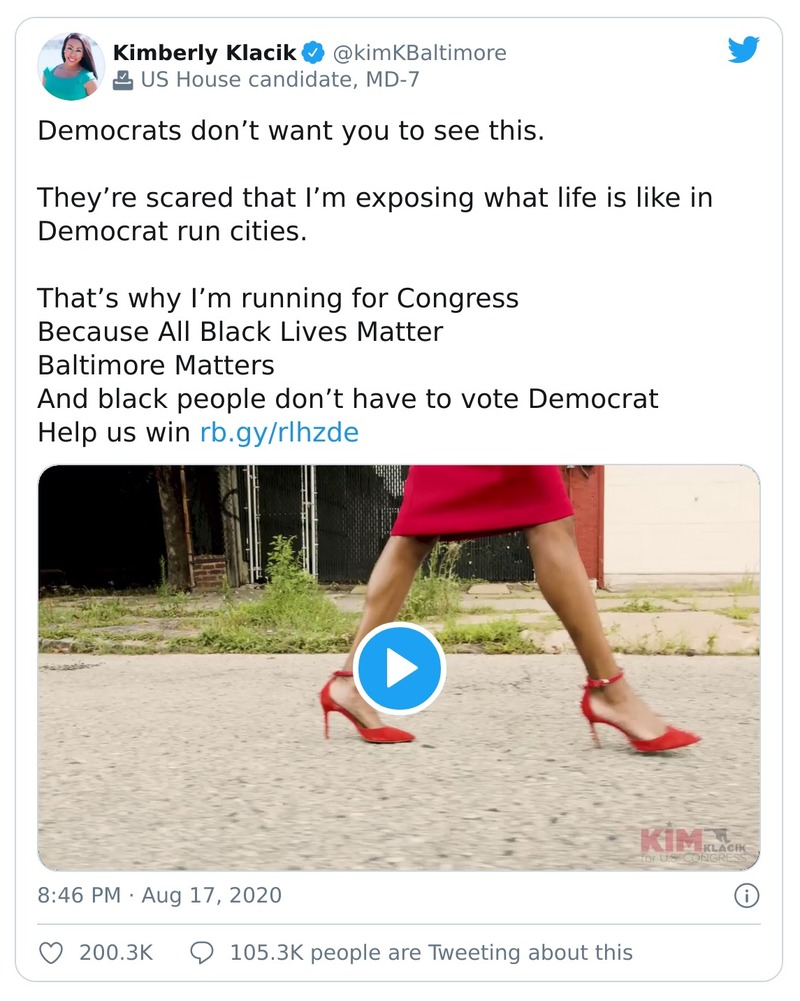 Kimberly Klacik @kimKBaltimore
US House candidate, MD-7
Democrats don’t want you to see this.
They’re scared that I’m exposing what life is like in
Democrat run cities.
That’s why I’m running for Congress
Because All Black Lives Matter
Baltimore Matters
And black people don’t have to vote Democrat
Help us win rb.gy/rlhzde
KIM
KLACIK
for U.S. CONGRESS
8:46 PM · Aug 17, 2020
200.3K 105.3K people are Tweeting about this